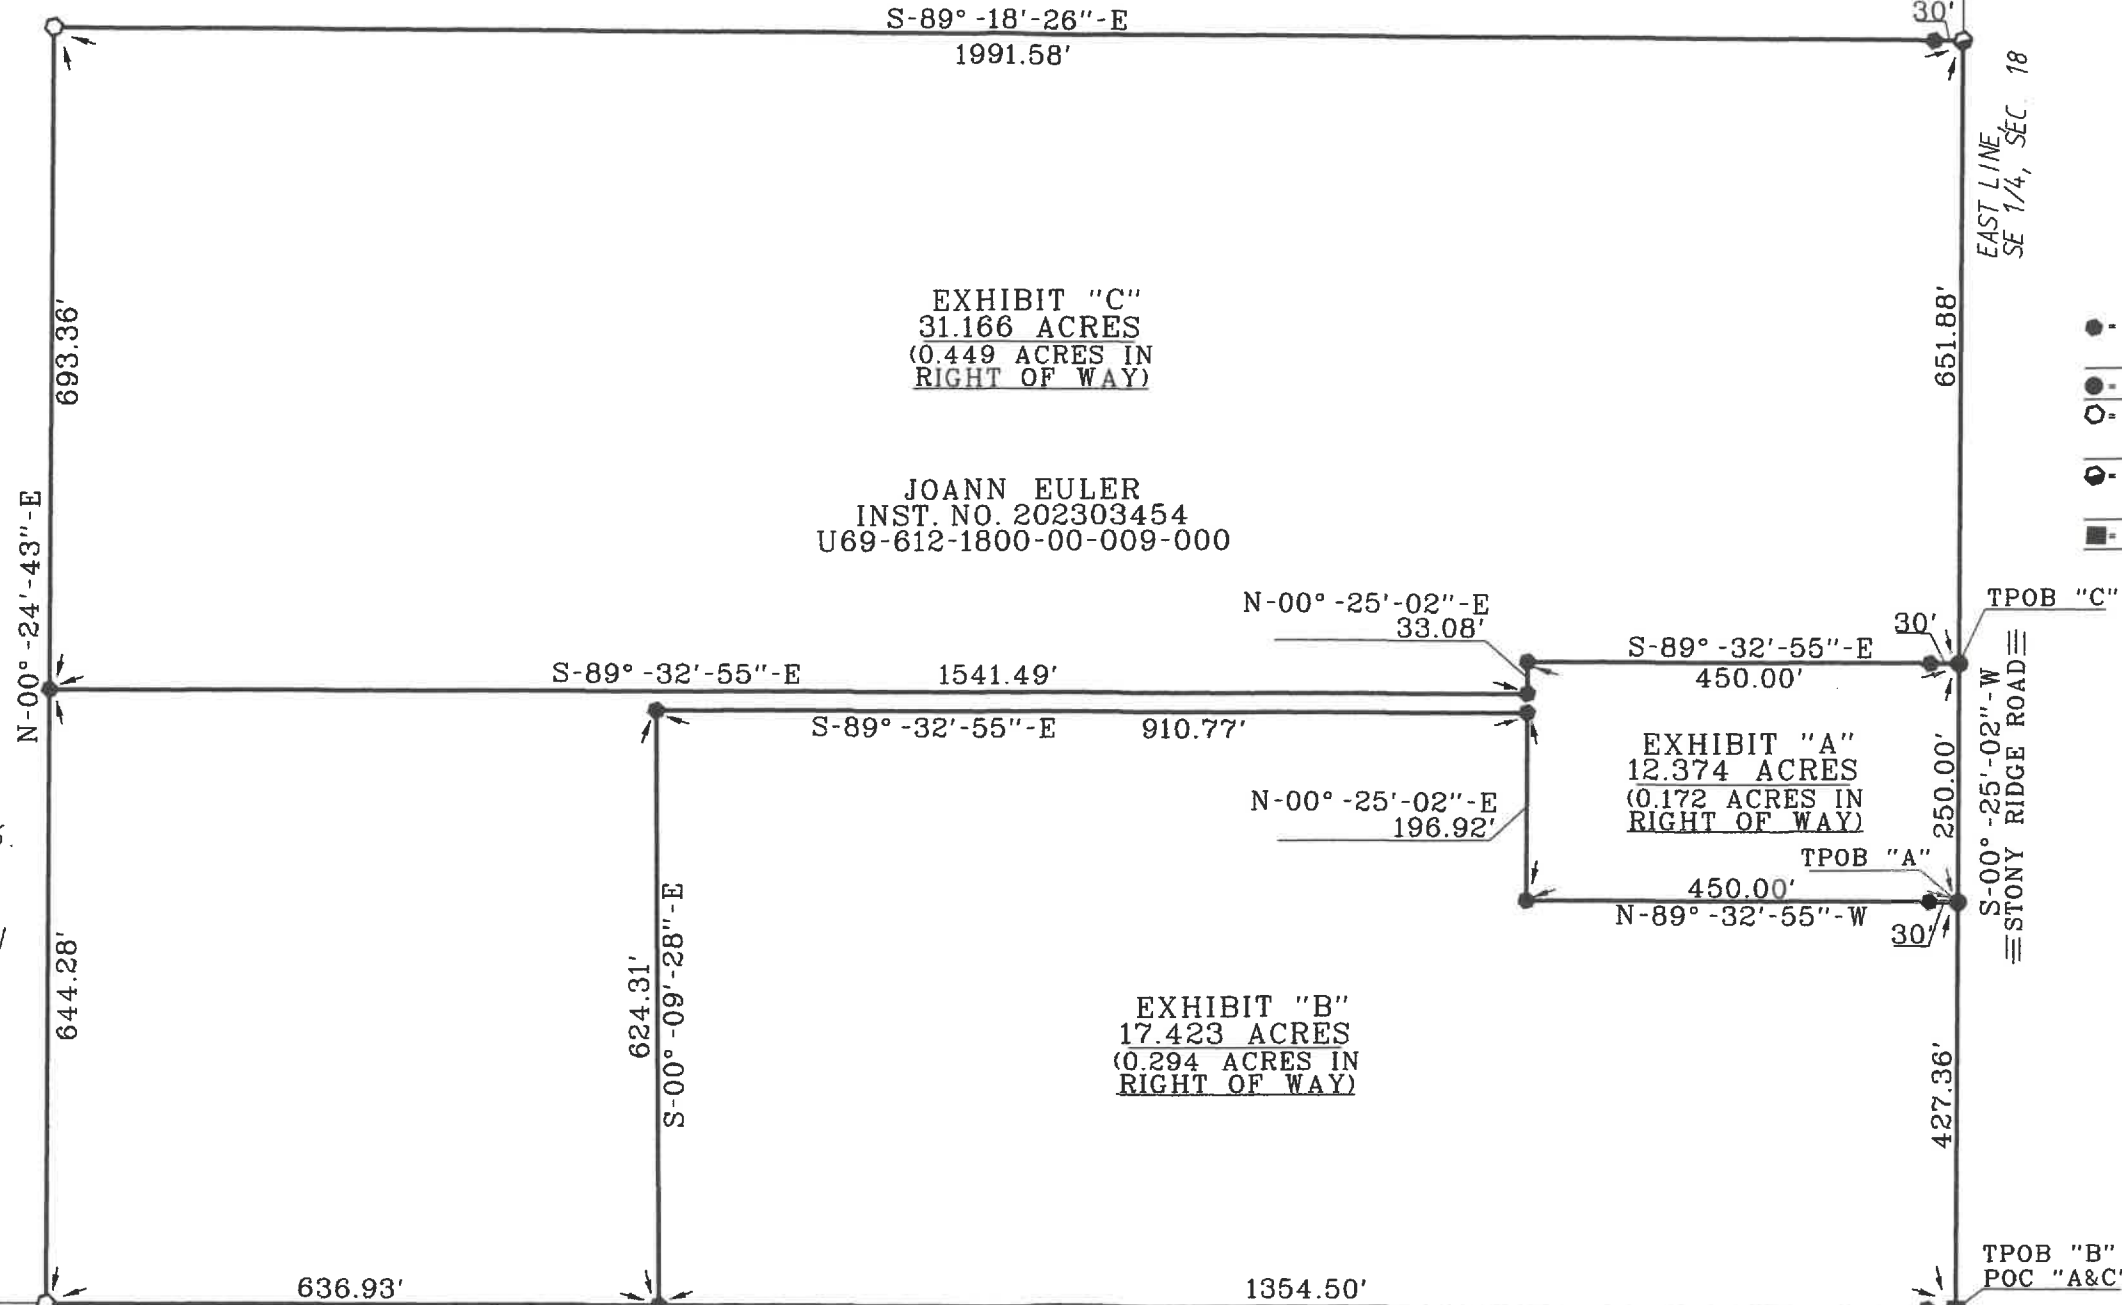 S-89°-18'-26"-E
1991.58'
30'
EAST LINE,
SE 1/4, SEC. 18
693.36'
651.88'
EXHIBIT "C"
31.166 ACRES
(0.449 ACRES IN
RIGHT OF WAY)
JOANN EULER
INST. NO. 202303454
U69-612-1800-00-009-000
N-00°-24'-43"-E
N-00°-25'-02"-E
33.08'
TPOB "C"
30'
S-89°-32'-55"-E
450.00'
S-89°-32'-55"-E 1541.49'
S-89°-32'-55"-E 910.77'
S-00°-25'-02"-W
=STONY RIDGE ROAD=
EXHIBIT "A"
12.374 ACRES
(0.172 ACRES IN
RIGHT OF WAY)
250.00'
N-00°-25'-02"-E
196.92'
TPOB "A"
450.00'
N-89°-32'-55"-W
30'
644.28'
624.31'
S-00°-09'-28"-E
EXHIBIT "B"
17.423 ACRES
(0.294 ACRES IN
RIGHT OF WAY)
427.36'
TPOB "B"
POC "A&C"
636.93'
1354.50'